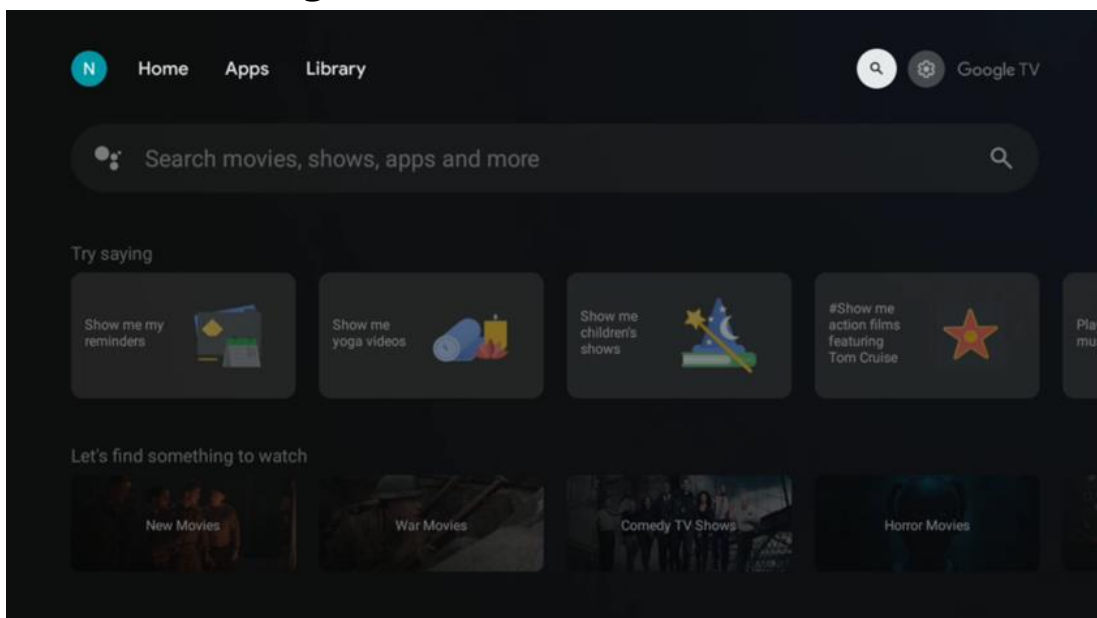 N Home Apps Library Google TV
Search movies, shows, apps and more
Try saying
Show me my
reminders
Show me
yoga videos
Show me
children's
shows
#Show me
action films
featuring
Tom Cruise
Let's find something to watch
New Movies
War Movies
Comedy TV Shows
Horror Movies